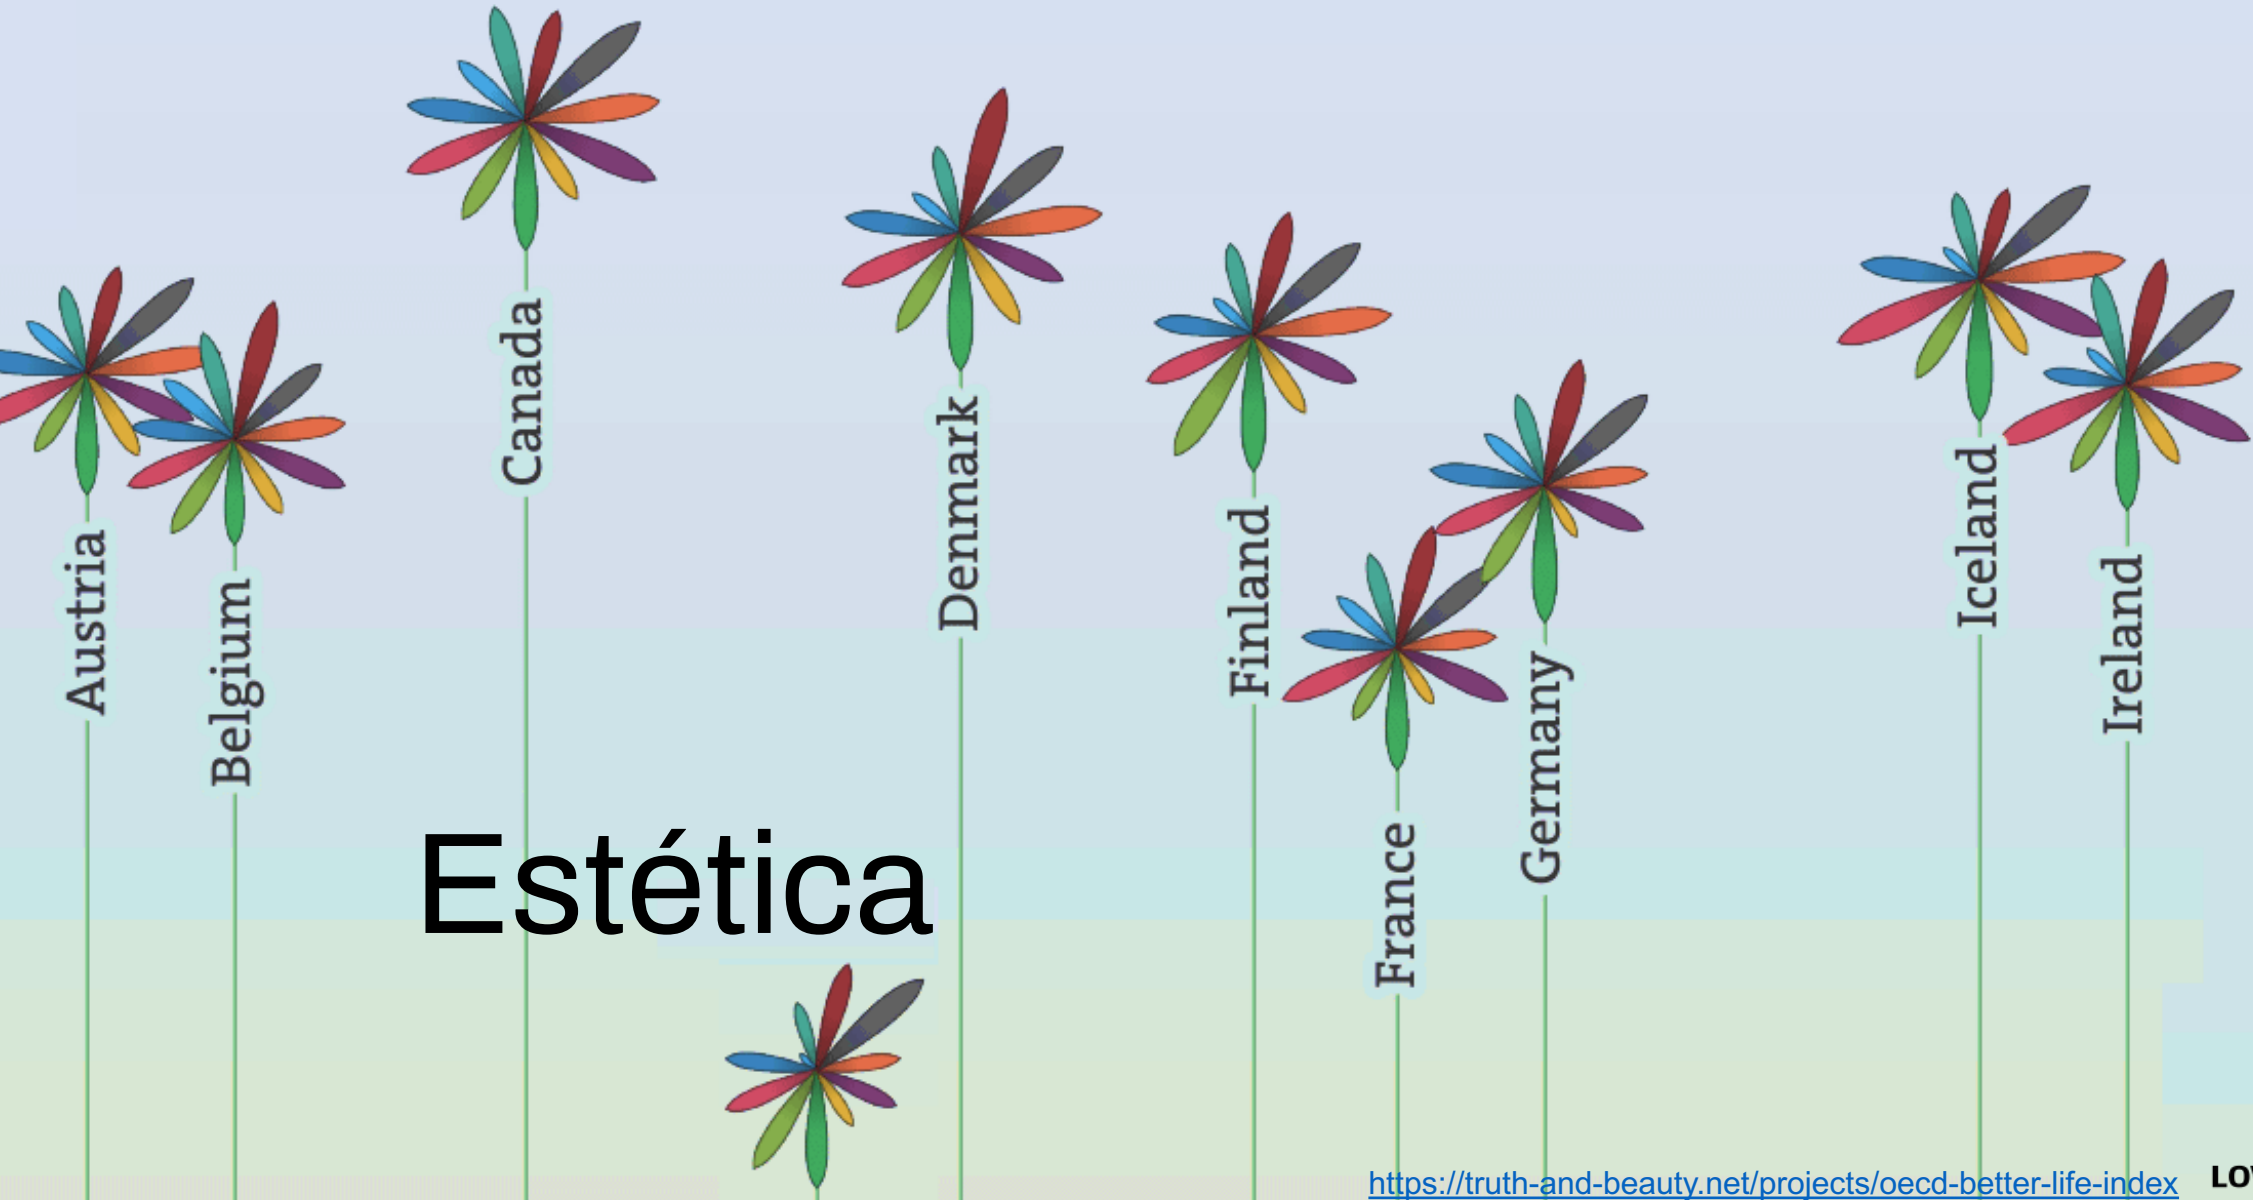 Canada
Denmark
Austria
Belgium
Finland
Iceland
Ireland
Germany
France
Estética
https://truth-and-beauty.net/projects/oecd-better-life-index